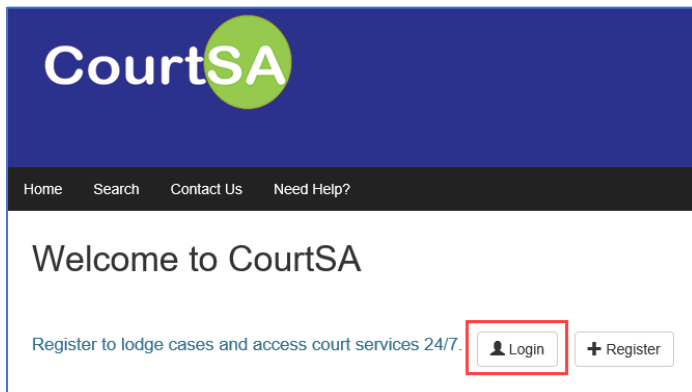 CourtSA
Home Search Contact Us Need Help?
Welcome to CourtSA
Register to lodge cases and access court services 24/7. Login Register